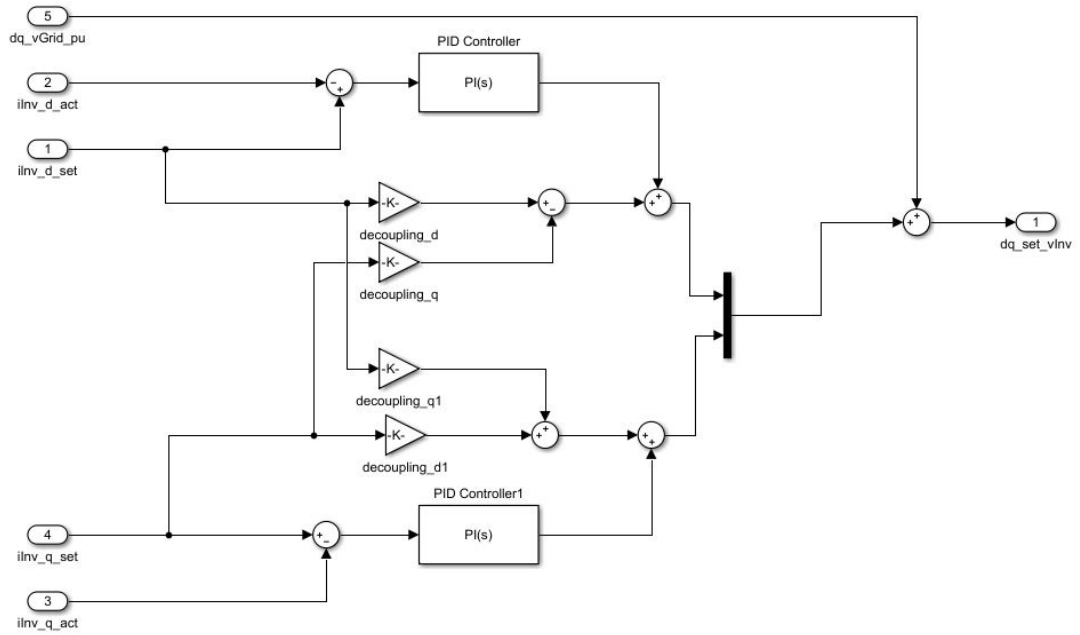 5
dq_vGrid_pu
PID Controller
2
iInv_d_act
PI(s)
1
iInv_d_set
-K-
decoupling_d
1
dq_set_vInv
-K-
decoupling_q
-K-
decoupling_q1
-K-
decoupling_d1
PID Controller1
4
iInv_q_set
PI(s)
3
iInv_q_act